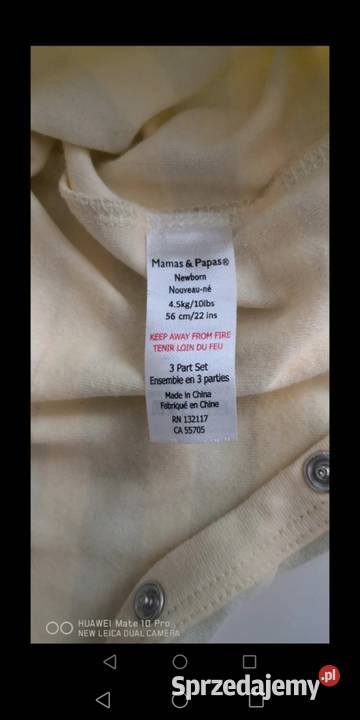 Mamas & Papas®
Newborn
Nouveau-né
4.5kg/10lbs
56 cm/22 ins
KEEP AWAY FROM FIRE
TENIR LOIN DU FEU
3 Part Set
Ensemble en 3 parties
Made in China
Fabriqué en Chine
RN 132117
CA 55705
HUAWEI Mate 10 Pro
NEW LEICA DUAL CAMERA
Sprzedajemy.pl